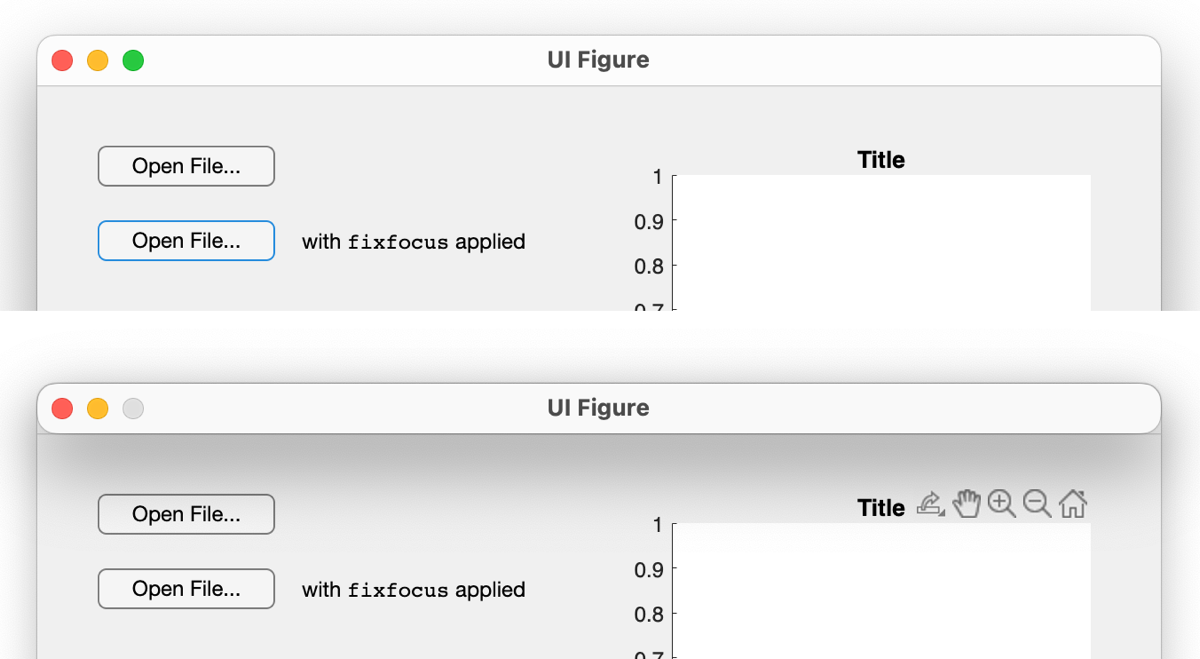 UI Figure
Open File...
Title
1
Open File...
with fixfocus applied
0.9
0.8
0.7
UI Figure
Open File...
Title
1
Open File...
with fixfocus applied
0.9
0.8
0.7